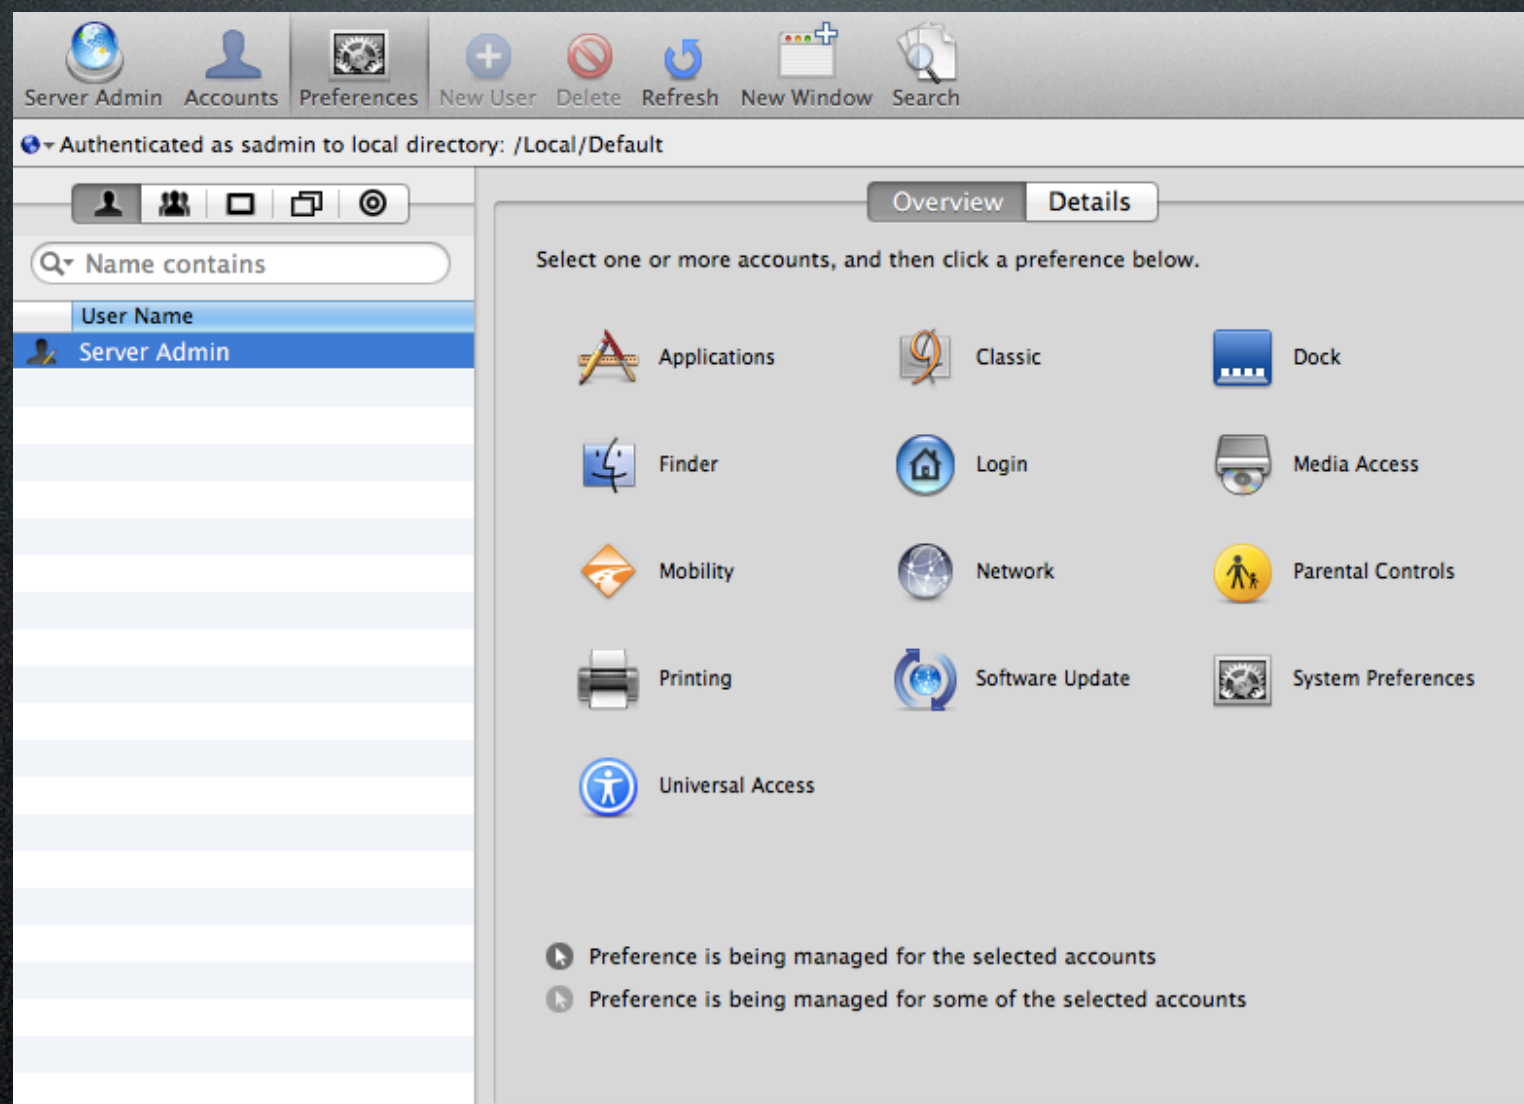 Server Admin Accounts Preferences New User Delete Refresh New Window Search
Authenticated as sadmin to local directory: /Local/Default
Overview Details
Name contains
Select one or more accounts, and then click a preference below.
User Name
Server Admin
Applications Classic Dock
Finder Login Media Access
Mobility Network Parental Controls
Printing Software Update System Preferences
Universal Access
Preference is being managed for the selected accounts
Preference is being managed for some of the selected accounts